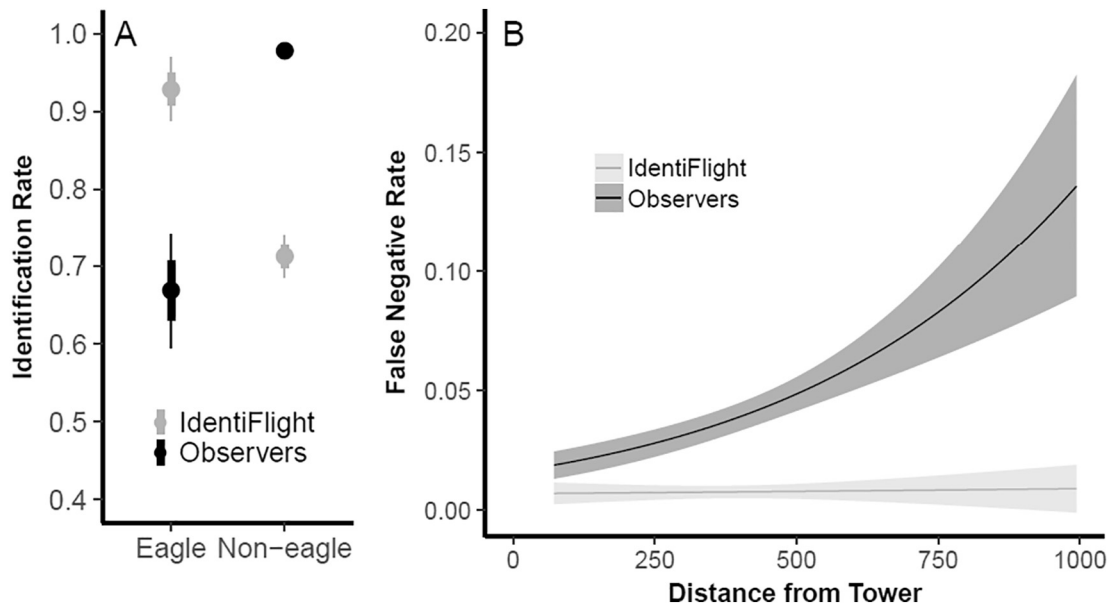 A
Identification Rate
1.0
0.9
0.8
0.7
0.6
0.5
0.4
IdentiFlight
Observers
Eagle Non-eagle
B
False Negative Rate
0.20
0.15
0.10
0.05
0.00
IdentiFlight
Observers
0 250 500 750 1000
Distance from Tower